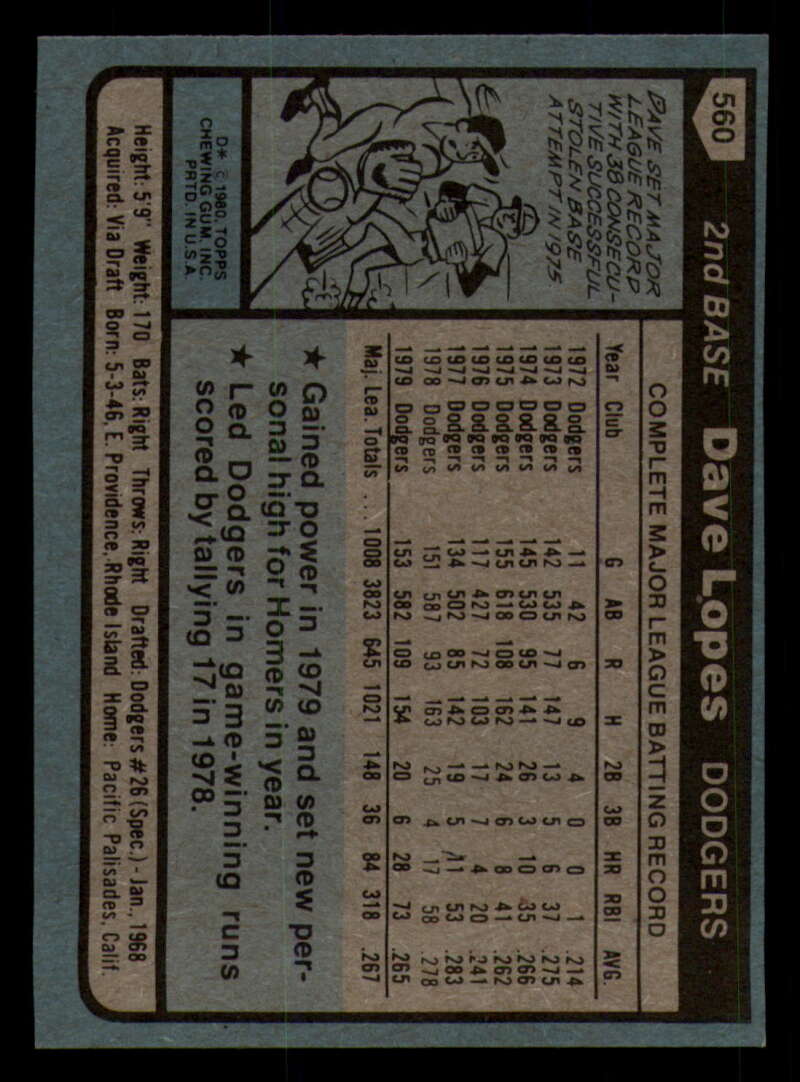 560
2nd BASE Dave Lopes DODGERS
DAVE SET MAJOR
LEAGUE RECORD
WITH 38 CONSECU-
TIVE SUCCESSFUL
STOLEN BASE
ATTEMPT IN 1975
D* © 1980, TOPPS
CHEWING GUM, INC.
PRTD. IN U.S.A.
COMPLETE MAJOR LEAGUE BATTING RECORD
Year Club G AB R H 2B 3B HR RBI AVG.
1972 Dodgers 11 42 6 9 4 0 0 1 .214
1973 Dodgers 142 535 77 147 13 5 6 37 .275
1974 Dodgers 145 530 95 141 26 3 10 35 .266
1975 Dodgers 155 618 108 162 24 6 8 41 .262
1976 Dodgers 117 427 72 103 17 7 4 20 .241
1977 Dodgers 134 502 85 142 19 5 11 53 .283
1978 Dodgers 151 587 93 163 25 4 17 58 .278
1979 Dodgers 153 582 109 154 20 6 28 73 .265
Maj. Lea. Totals ... 1008 3823 645 1021 148 36 84 318 .267
★ Gained power in 1979 and set new per-
sonal high for Homers in year.
★ Led Dodgers in game-winning runs
scored by tallying 17 in 1978.
Height: 5'9" Weight: 170 Bats: Right Throws: Right Drafted: Dodgers #26 (Spec.) - Jan., 1968
Acquired: Via Draft Born: 5-3-46, E. Providence, Rhode Island Home: Pacific Palisades, Calif.